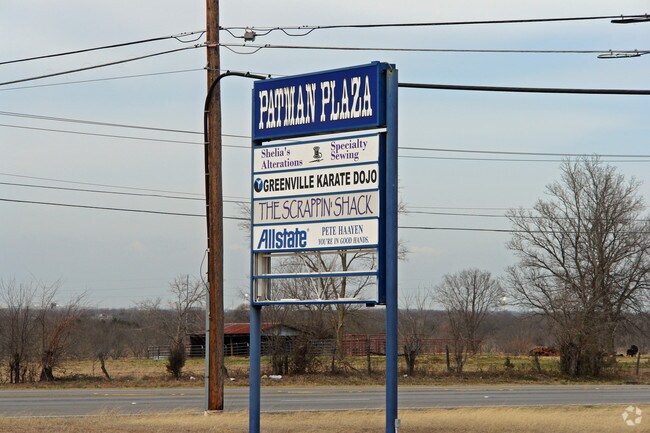 PATMAN PLAZA
Shelia's Specialty
Alterations Sewing
GREENVILLE KARATE DOJO
THE SCRAPPIN' SHACK
Allstate PETE HAAYEN
YOU'RE IN GOOD HANDS.